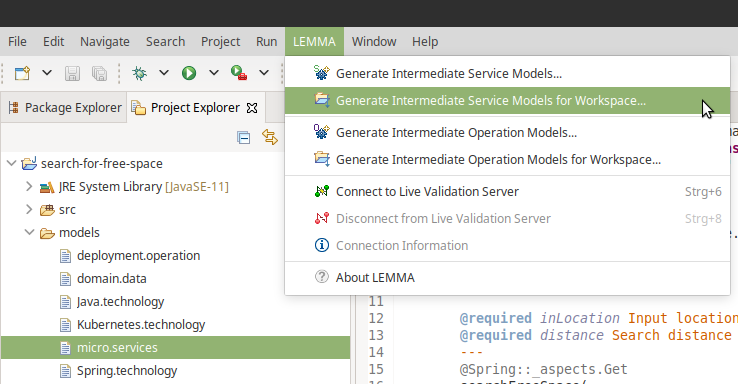 File Edit Navigate Search Project Run LEMMA Window Help
Generate Intermediate Service Models...
Generate Intermediate Service Models for Workspace...
Generate Intermediate Operation Models...
Generate Intermediate Operation Models for Workspace...
Connect to Live Validation Server Strg+6
Disconnect from Live Validation Server Strg+8
Connection Information
About LEMMA
Package Explorer Project Explorer
search-for-free-space
JRE System Library [JavaSE-11]
src
models
deployment.operation
domain.data
Java.technology
Kubernetes.technology
micro.services
Spring.technology
11
12 @required inLocation Input location
13 @required distance Search distance
14 ---
15 @Spring::_aspects.Get